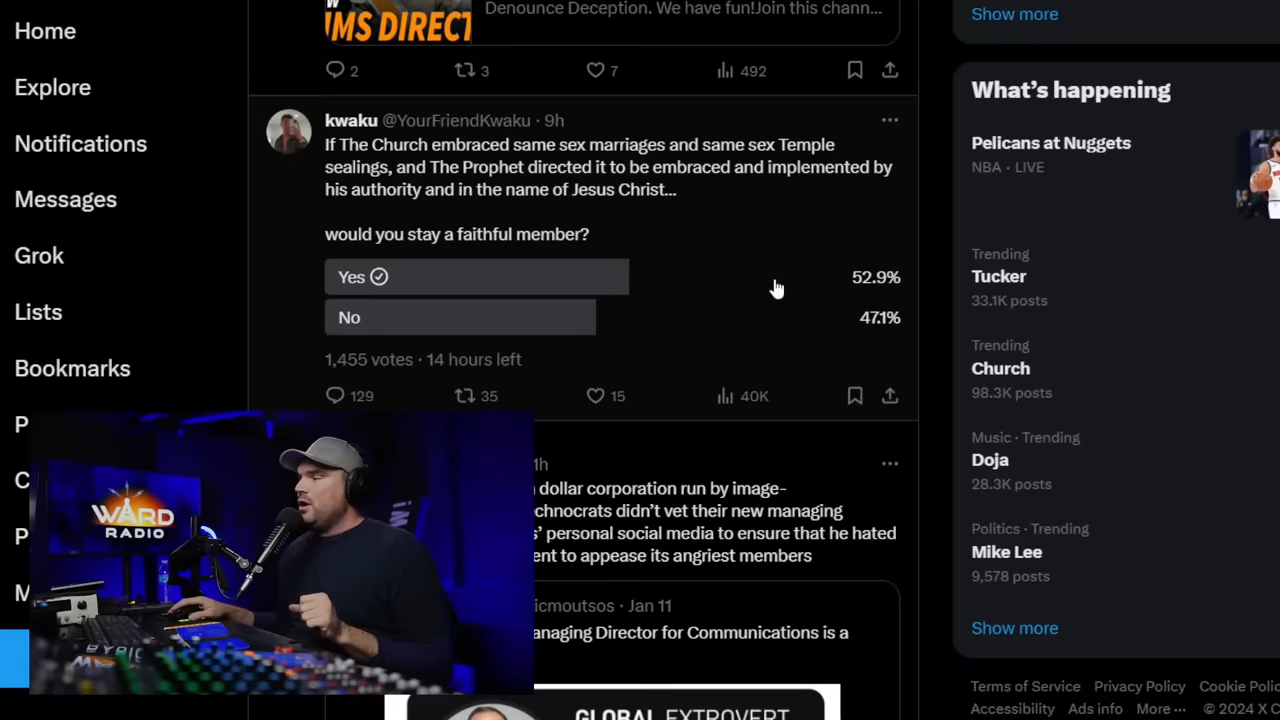 Home
Explore
Notifications
Messages
Grok
Lists
Bookmarks
P
C
P
M
MS DIRECT
Denounce Deception. We have fun!Join this chann...
2
3
7
492
kwaku @YourFriendKwaku · 9h
If The Church embraced same sex marriages and same sex Temple
sealings, and The Prophet directed it to be embraced and implemented by
his authority and in the name of Jesus Christ...
would you stay a faithful member?
Yes
52.9%
No
47.1%
1,455 votes · 14 hours left
129
35
15
40K
1h
dollar corporation run by image-
chnocrats didn't vet their new managing
s' personal social media to ensure that he hated
ent to appease its angriest members
icmoutsos · Jan 11
anaging Director for Communications is a
GLOBAL EXTROVERT
WARD
RADIO
Show more
What's happening
Pelicans at Nuggets
NBA · LIVE
Trending
Tucker
33.1K posts
Trending
Church
98.3K posts
Music · Trending
Doja
28.3K posts
Politics · Trending
Mike Lee
9,578 posts
Show more
Terms of Service Privacy Policy Cookie Polic
Accessibility Ads info More ··· © 2024 X C